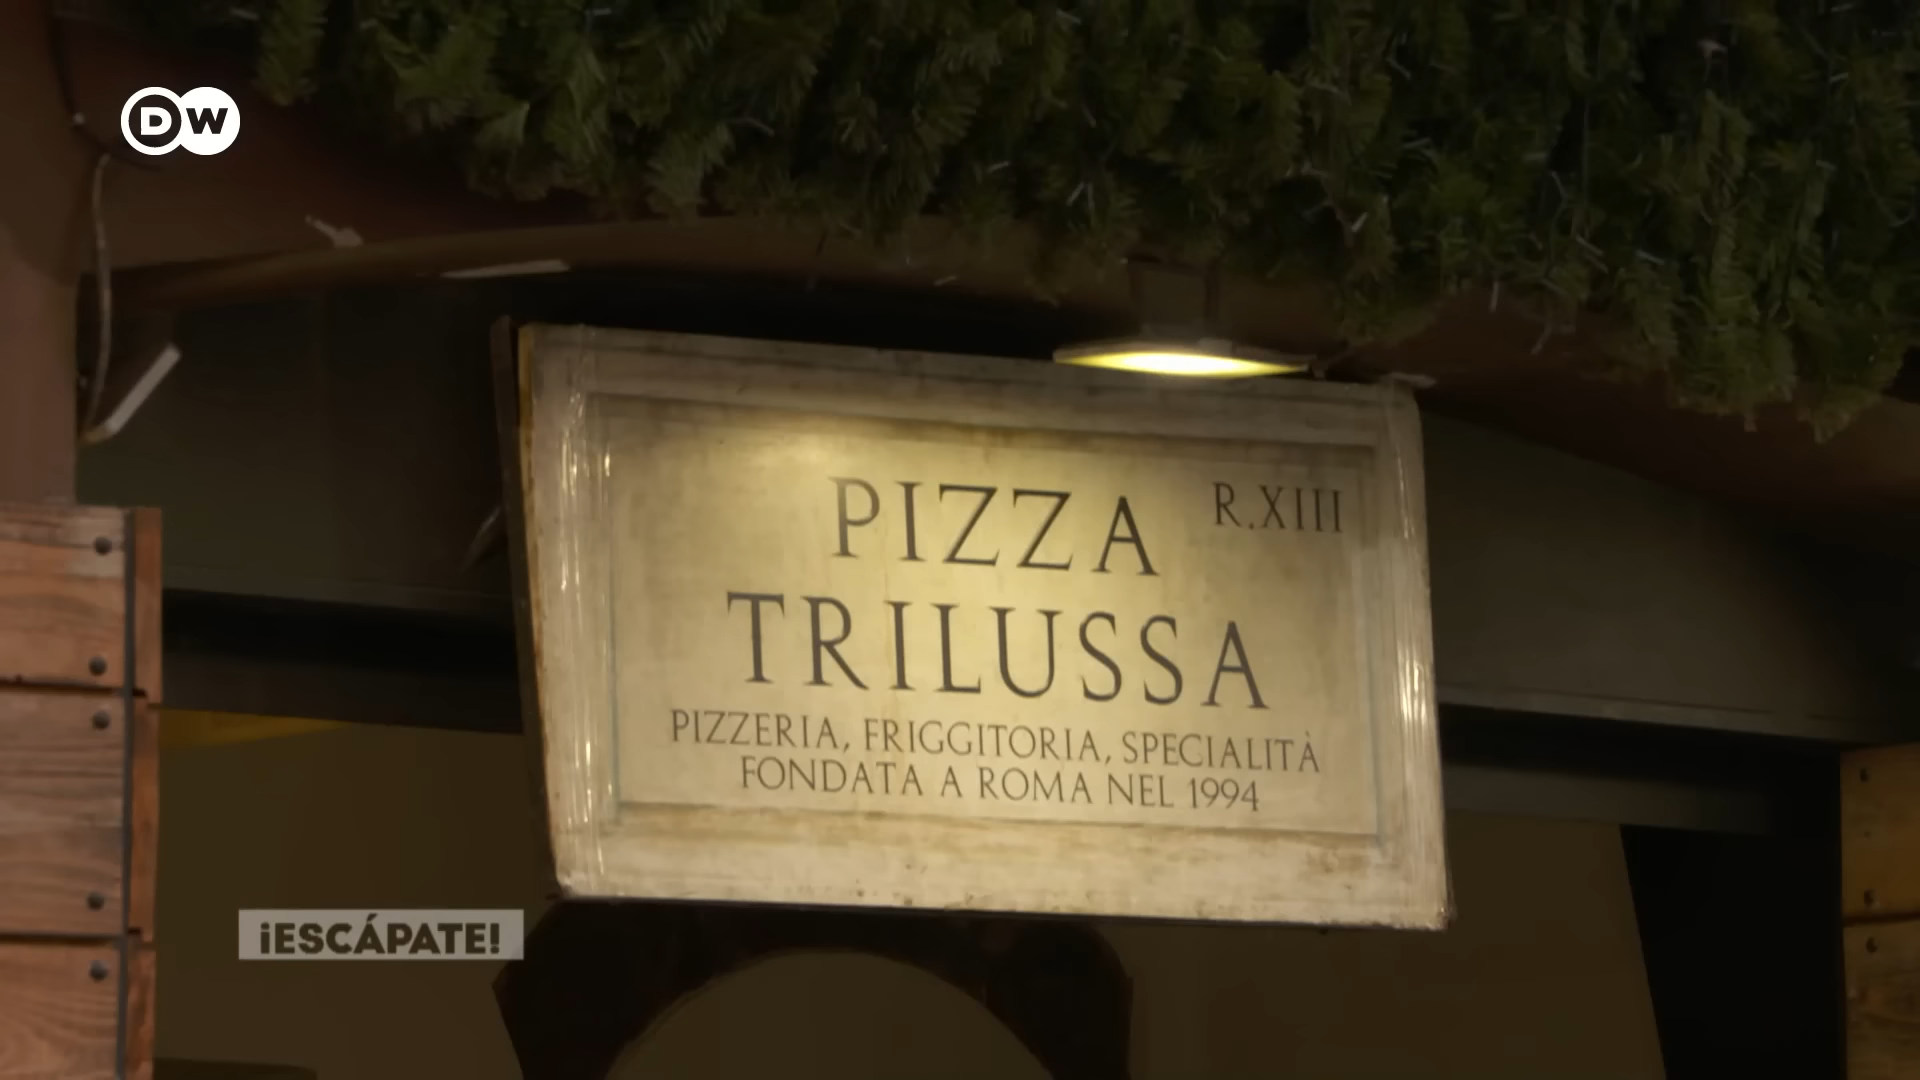 DW
PIZZA R.XIII
TRILUSSA
PIZZERIA, FRIGGITORIA, SPECIALITÀ
FONDATA A ROMA NEL 1994
¡ESCÁPATE!